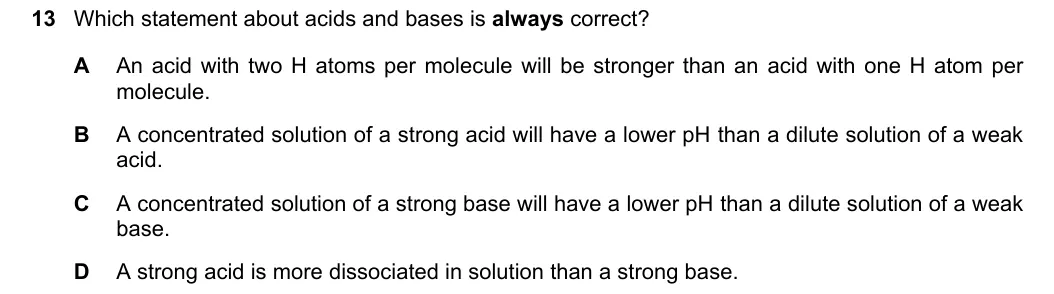 13 Which statement about acids and bases is always correct?
A An acid with two H atoms per molecule will be stronger than an acid with one H atom per
molecule.
B A concentrated solution of a strong acid will have a lower pH than a dilute solution of a weak
acid.
C A concentrated solution of a strong base will have a lower pH than a dilute solution of a weak
base.
D A strong acid is more dissociated in solution than a strong base.